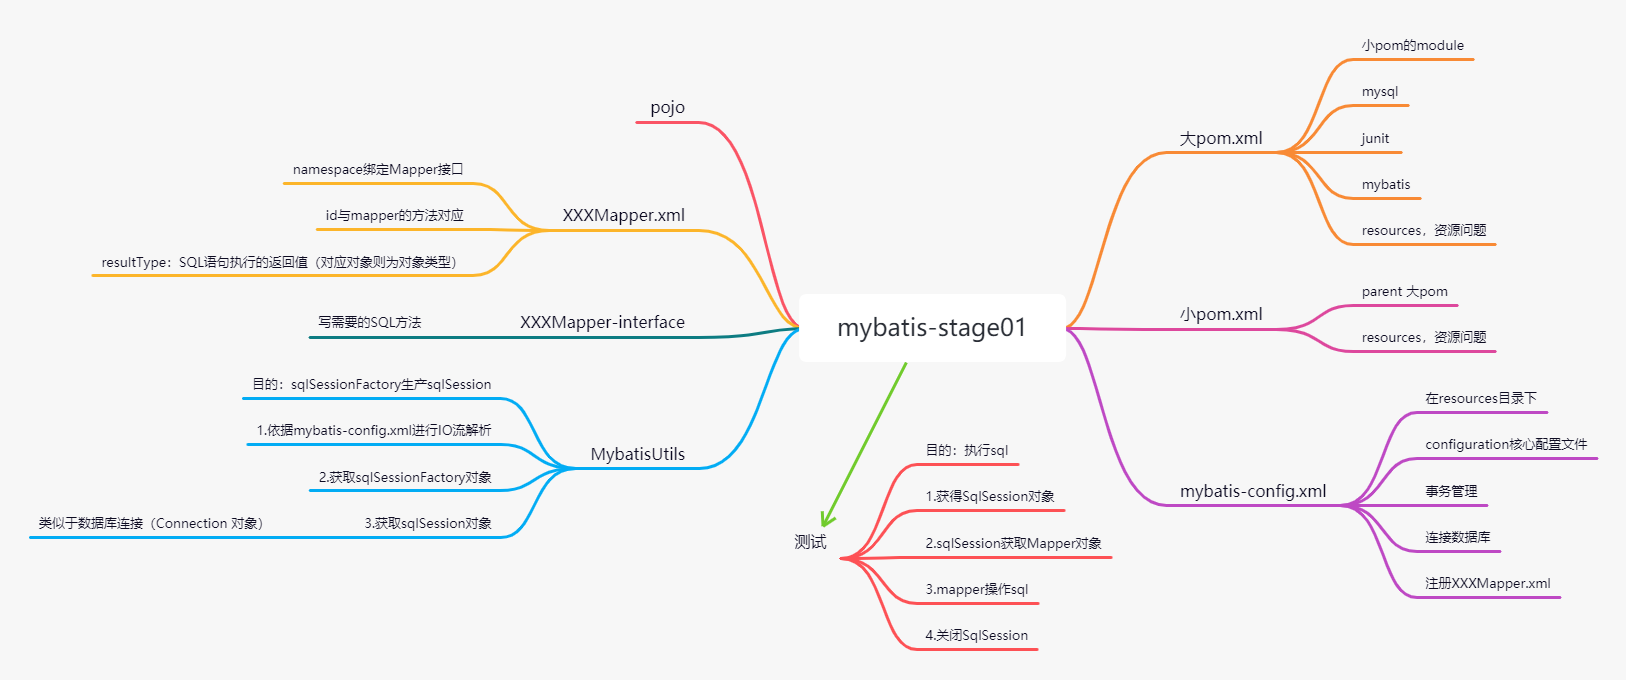 mybatis-stage01
大pom.xml
小pom的module
mysql
junit
mybatis
resources，资源问题
小pom.xml
parent 大pom
resources，资源问题
mybatis-config.xml
在resources目录下
configuration核心配置文件
事务管理
连接数据库
注册XXXMapper.xml
pojo
XXXMapper.xml
namespace绑定Mapper接口
id与mapper的方法对应
resultType：SQL语句执行的返回值（对应对象则为对象类型）
XXXMapper-interface
写需要的SQL方法
MybatisUtils
目的：sqlSessionFactory生产sqlSession
1.依据mybatis-config.xml进行IO流解析
2.获取sqlSessionFactory对象
3.获取sqlSession对象
类似于数据库连接（Connection 对象）
测试
目的：执行sql
1.获得SqlSession对象
2.sqlSession获取Mapper对象
3.mapper操作sql
4.关闭SqlSession